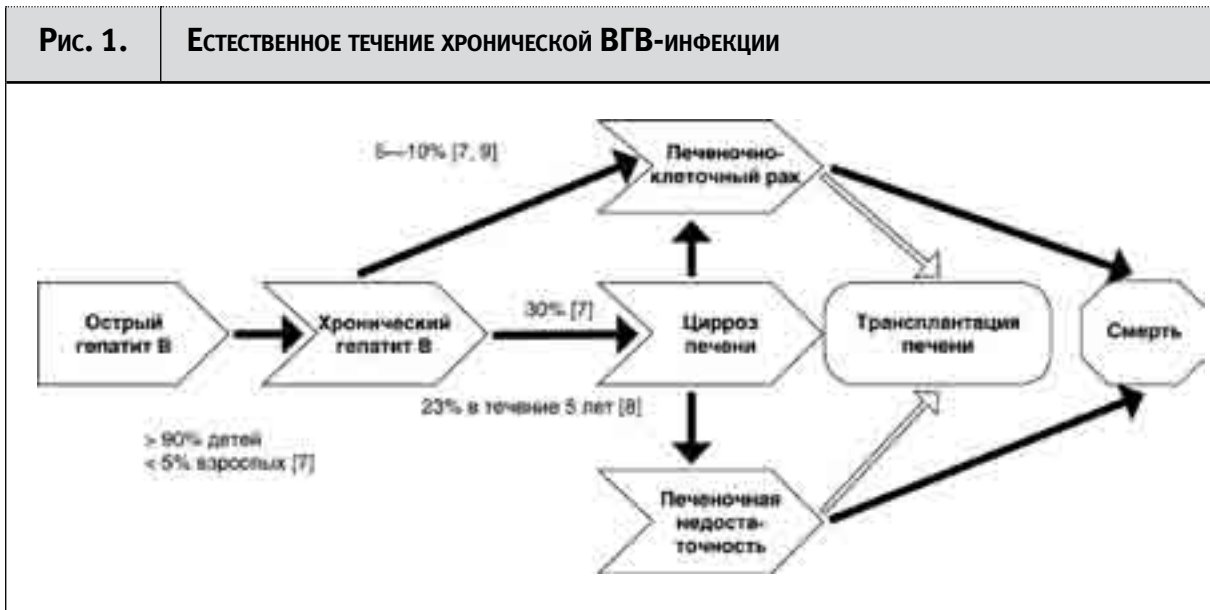 Рис. 1.
Естественное течение хронической ВГВ-инфекции
5—10% [7, 9]
Печеночно-
клеточный рак
Острый
гепатит B
Хронический
гепатит B
30% [7]
Цирроз
печени
Трансплантация
печени
Смерть
23% в течение 5 лет [8]
> 90% детей
< 5% взрослых [7]
Печеночная
недоста-
точность